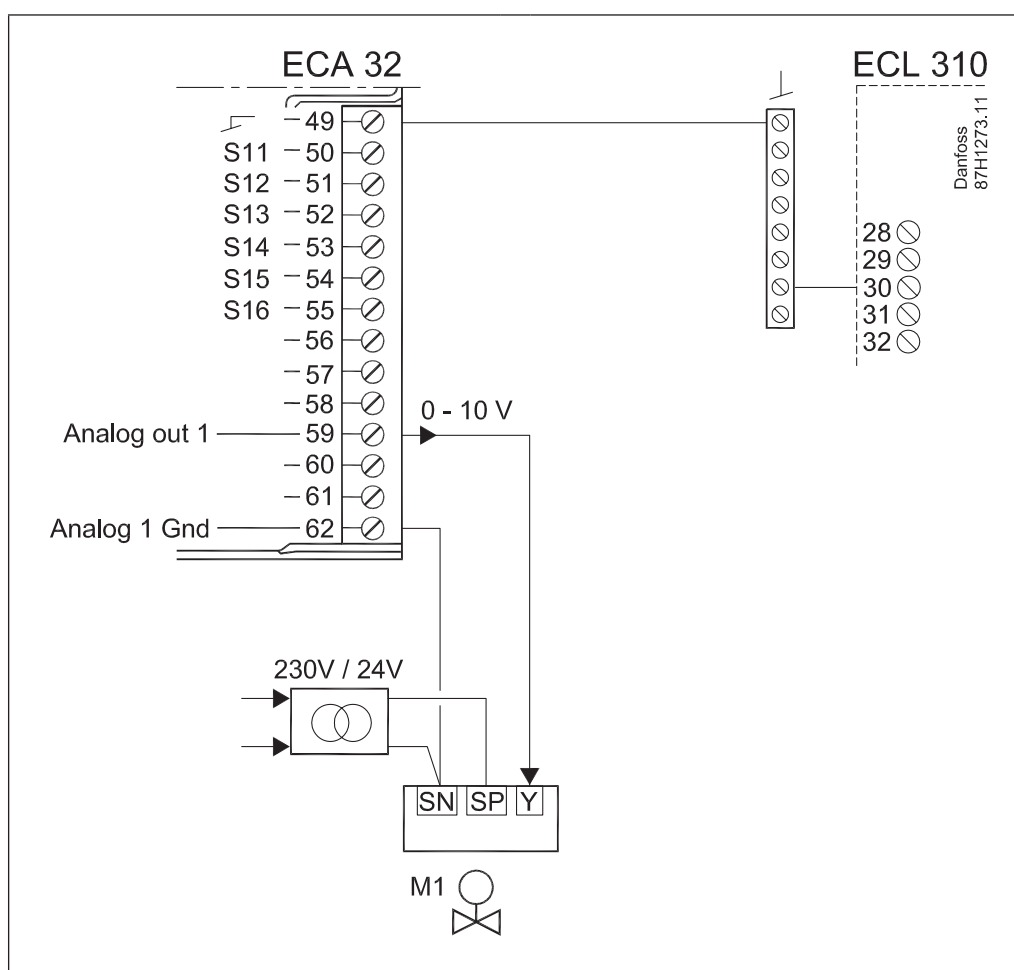 ECA 32
ECL 310
Danfoss
87H1273.11
49
S11 50
S12 51
S13 52
S14 53
S15 54
S16 55
56
57
58
Analog out 1 59
0 - 10 V
60
61
Analog 1 Gnd 62
28
29
30
31
32
230V / 24V
SN SP Y
M1